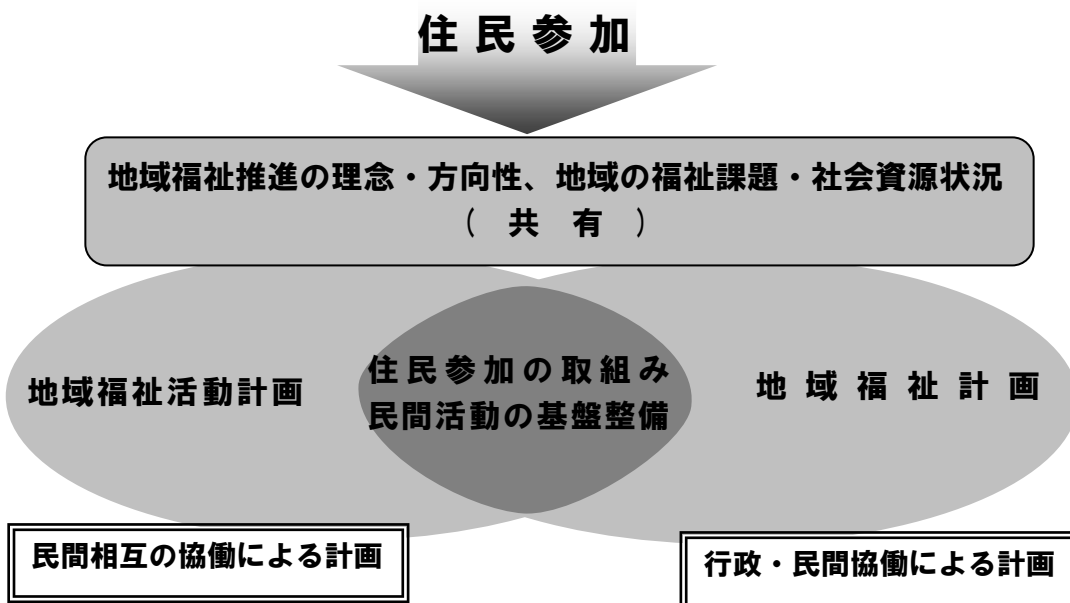 住民参加
地域福祉推進の理念・方向性、地域の福祉課題・社会資源状況
（　共　有　）
地域福祉活動計画
住民参加の取組み
民間活動の基盤整備
地域福祉計画
民間相互の協働による計画
行政・民間協働による計画